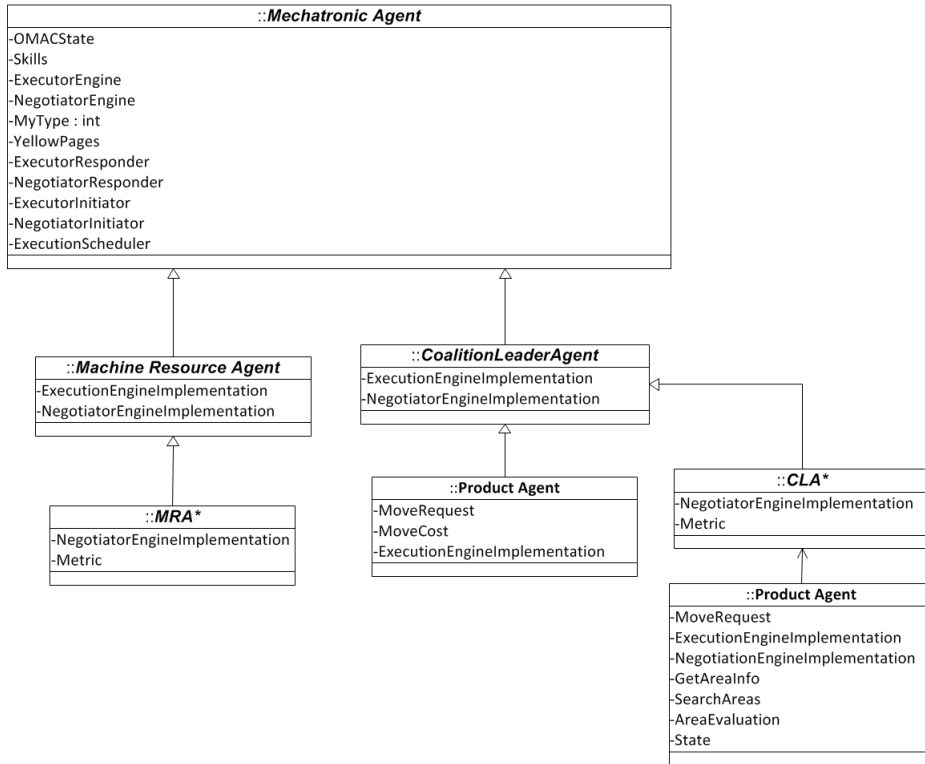 ::Mechatronic Agent
-OMACState
-Skills
-ExecutorEngine
-NegotiatorEngine
-MyType : int
-YellowPages
-ExecutorResponder
-NegotiatorResponder
-ExecutorInitiator
-NegotiatorInitiator
-ExecutionScheduler
::Machine Resource Agent
-ExecutionEngineImplementation
-NegotiatorEngineImplementation
::CoalitionLeaderAgent
-ExecutionEngineImplementation
-NegotiatorEngineImplementation
::MRA*
-NegotiatorEngineImplementation
-Metric
::Product Agent
-MoveRequest
-MoveCost
-ExecutionEngineImplementation
::CLA*
-NegotiatorEngineImplementation
-Metric
::Product Agent
-MoveRequest
-ExecutionEngineImplementation
-NegotiationEngineImplementation
-GetAreaInfo
-SearchAreas
-AreaEvaluation
-State